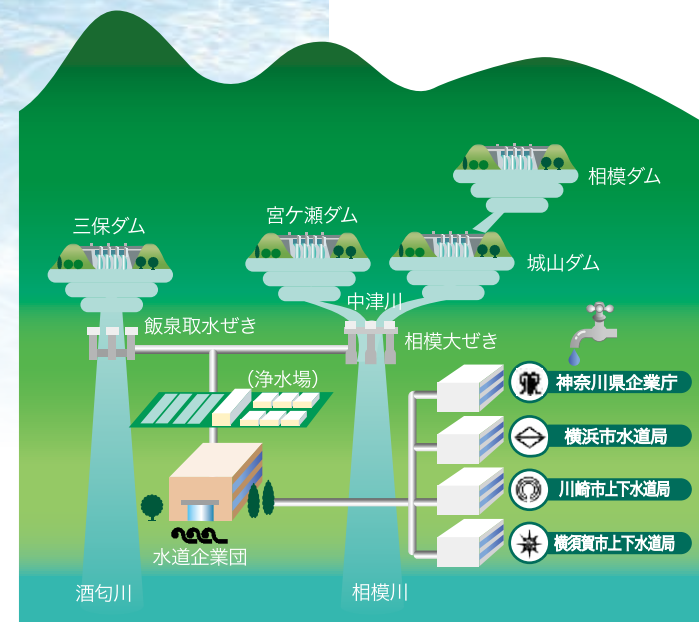 相模ダム
宮ケ瀬ダム
三保ダム
城山ダム
中津川
飯泉取水ぜき
相模大ぜき
(浄水場)
神奈川県企業庁
横浜市水道局
川崎市上下水道局
横須賀市上下水道局
水道企業団
酒匂川
相模川